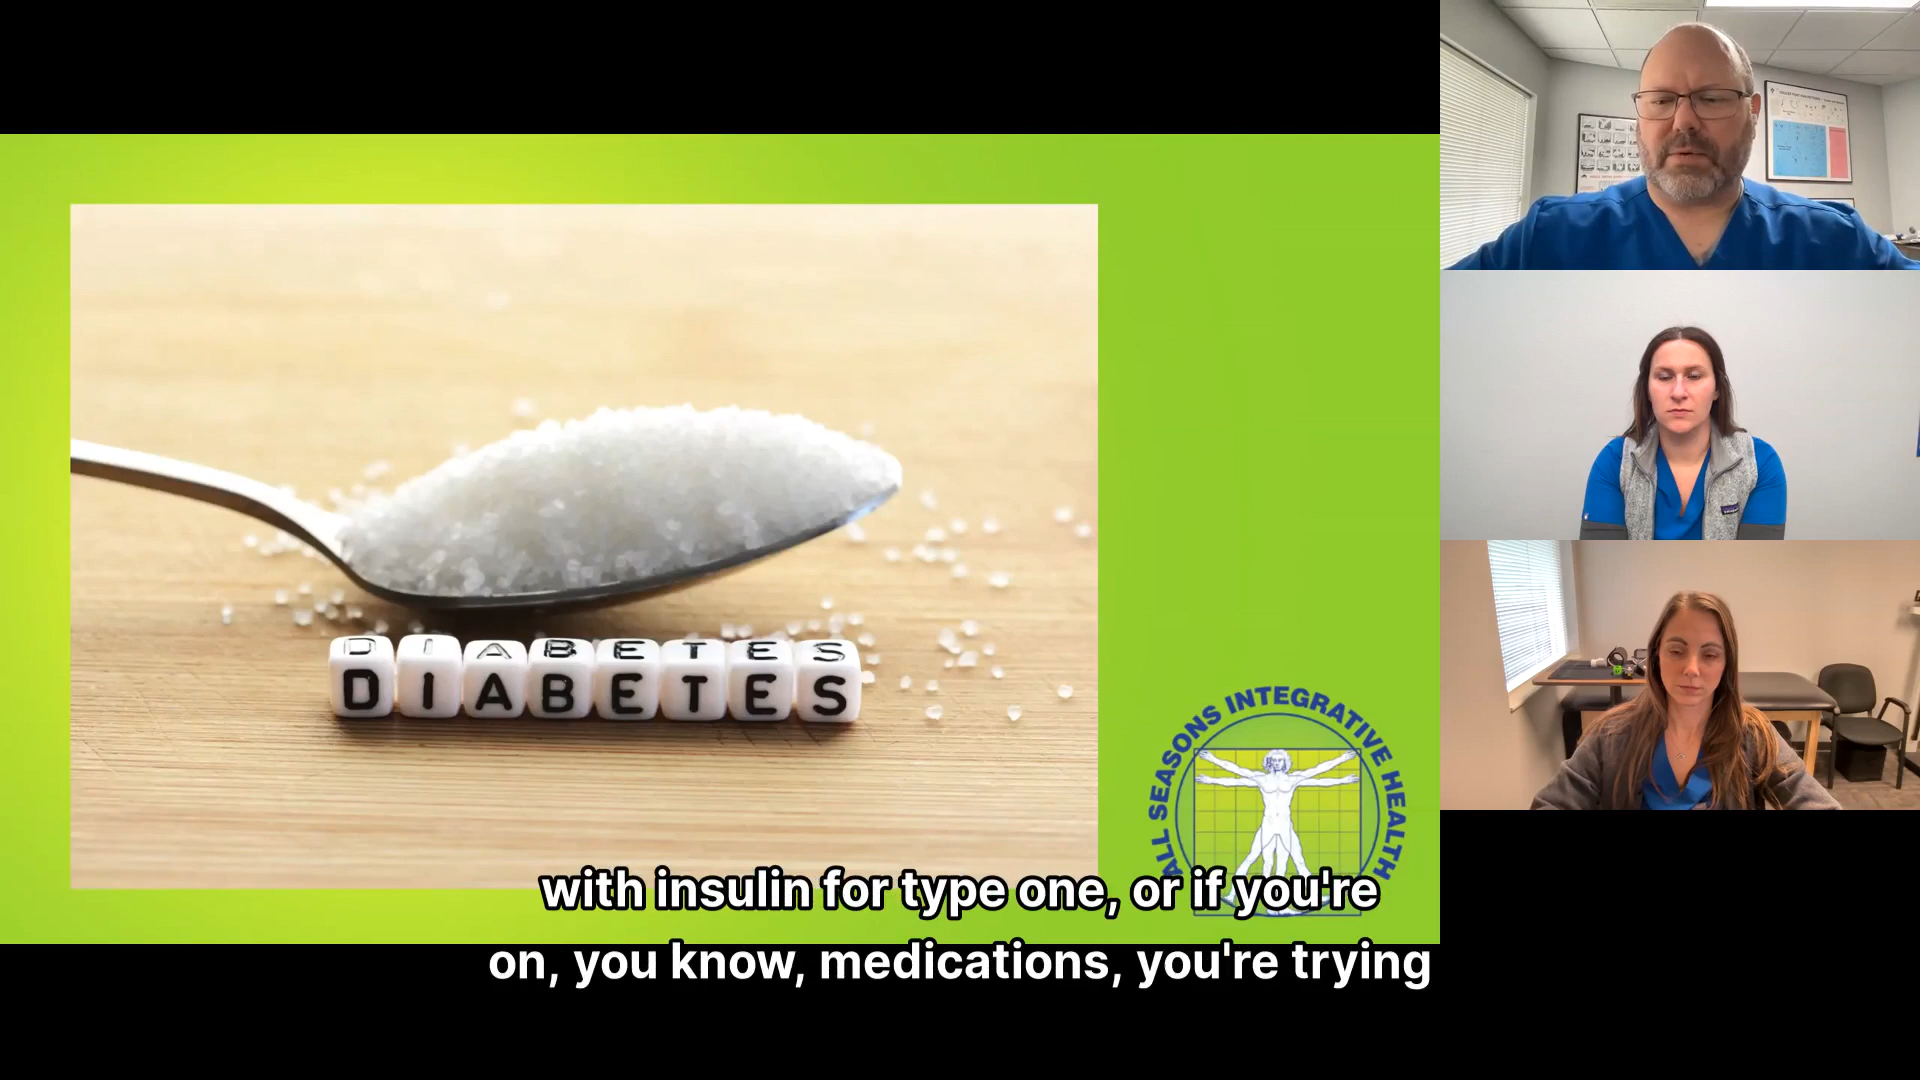 DIABETES
DIABETES
ALL SEASONS INTEGRATIVE HEALTH
with insulin for type one, or if you're
on, you know, medications, you're trying